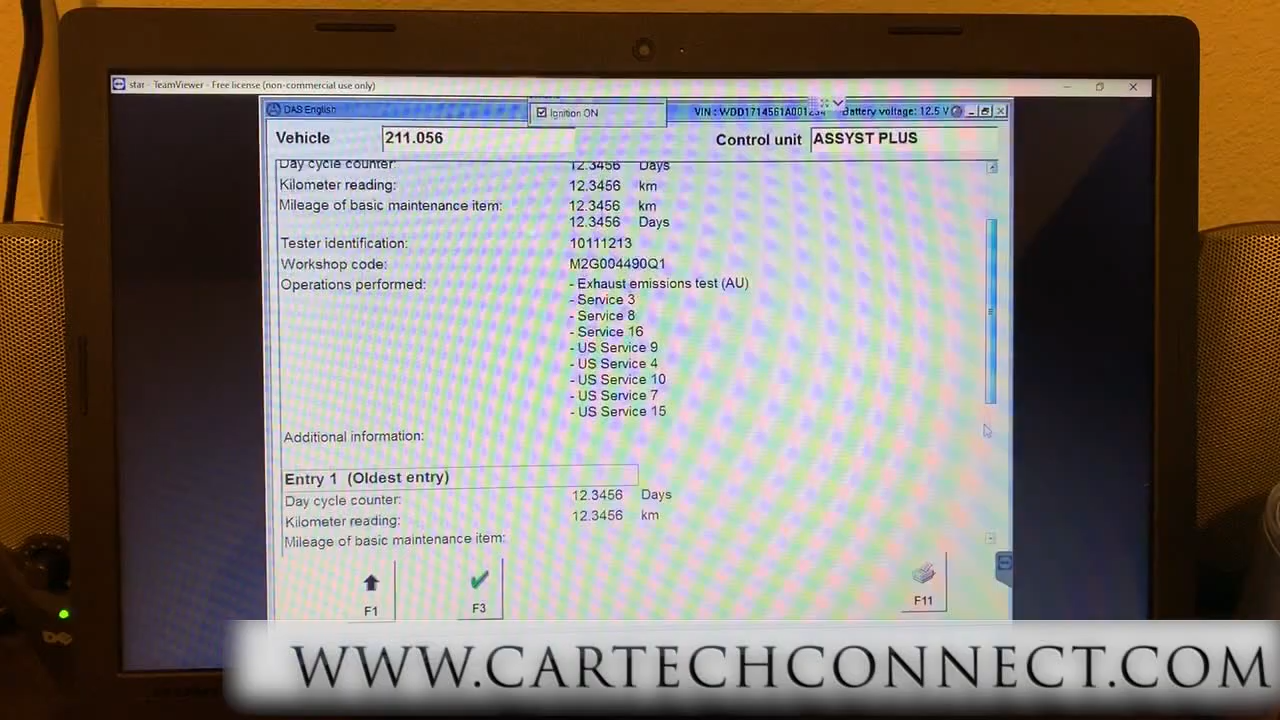 star - TeamViewer - Free license (non-commercial use only)
DAS English
Ignition ON
VIN : WDD1714561A001234
Battery voltage: 12.5 V
Vehicle 211.056
Control unit ASSYST PLUS
Day cycle counter: 12.3456 Days
Kilometer reading: 12.3456 km
Mileage of basic maintenance item: 12.3456 km
12.3456 Days
Tester identification: 10111213
Workshop code: M2G004490Q1
Operations performed: - Exhaust emissions test (AU)
- Service 3
- Service 8
- Service 16
- US Service 9
- US Service 4
- US Service 10
- US Service 7
- US Service 15
Additional information:
Entry 1 (Oldest entry)
Day cycle counter: 12.3456 Days
Kilometer reading: 12.3456 km
Mileage of basic maintenance item:
F1
F3
F11
WWW.CARTECHCONNECT.COM